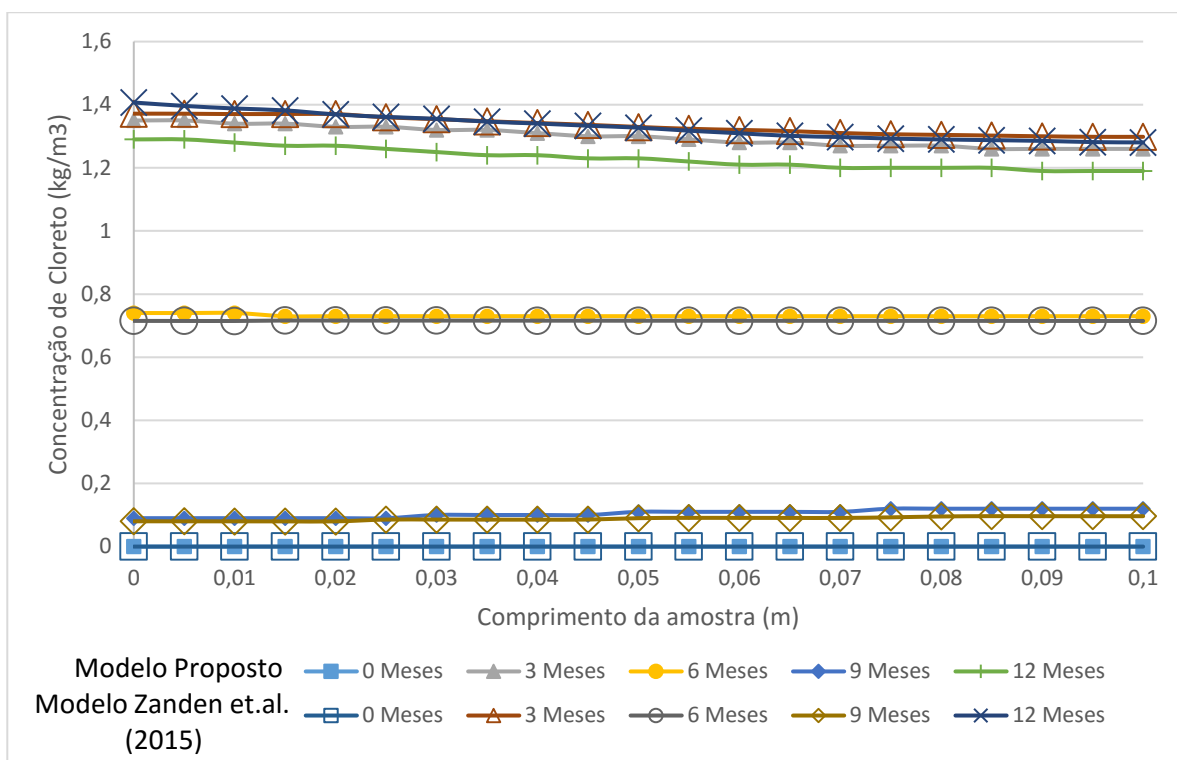 Concentração de Cloreto (kg/m3)
1,6
1,4
1,2
1
0,8
0,6
0,4
0,2
0
0 0,01 0,02 0,03 0,04 0,05 0,06 0,07 0,08 0,09 0,1
Comprimento da amostra (m)
Modelo Proposto
0 Meses 3 Meses 6 Meses 9 Meses 12 Meses
Modelo Zanden et.al.
(2015)
0 Meses 3 Meses 6 Meses 9 Meses 12 Meses